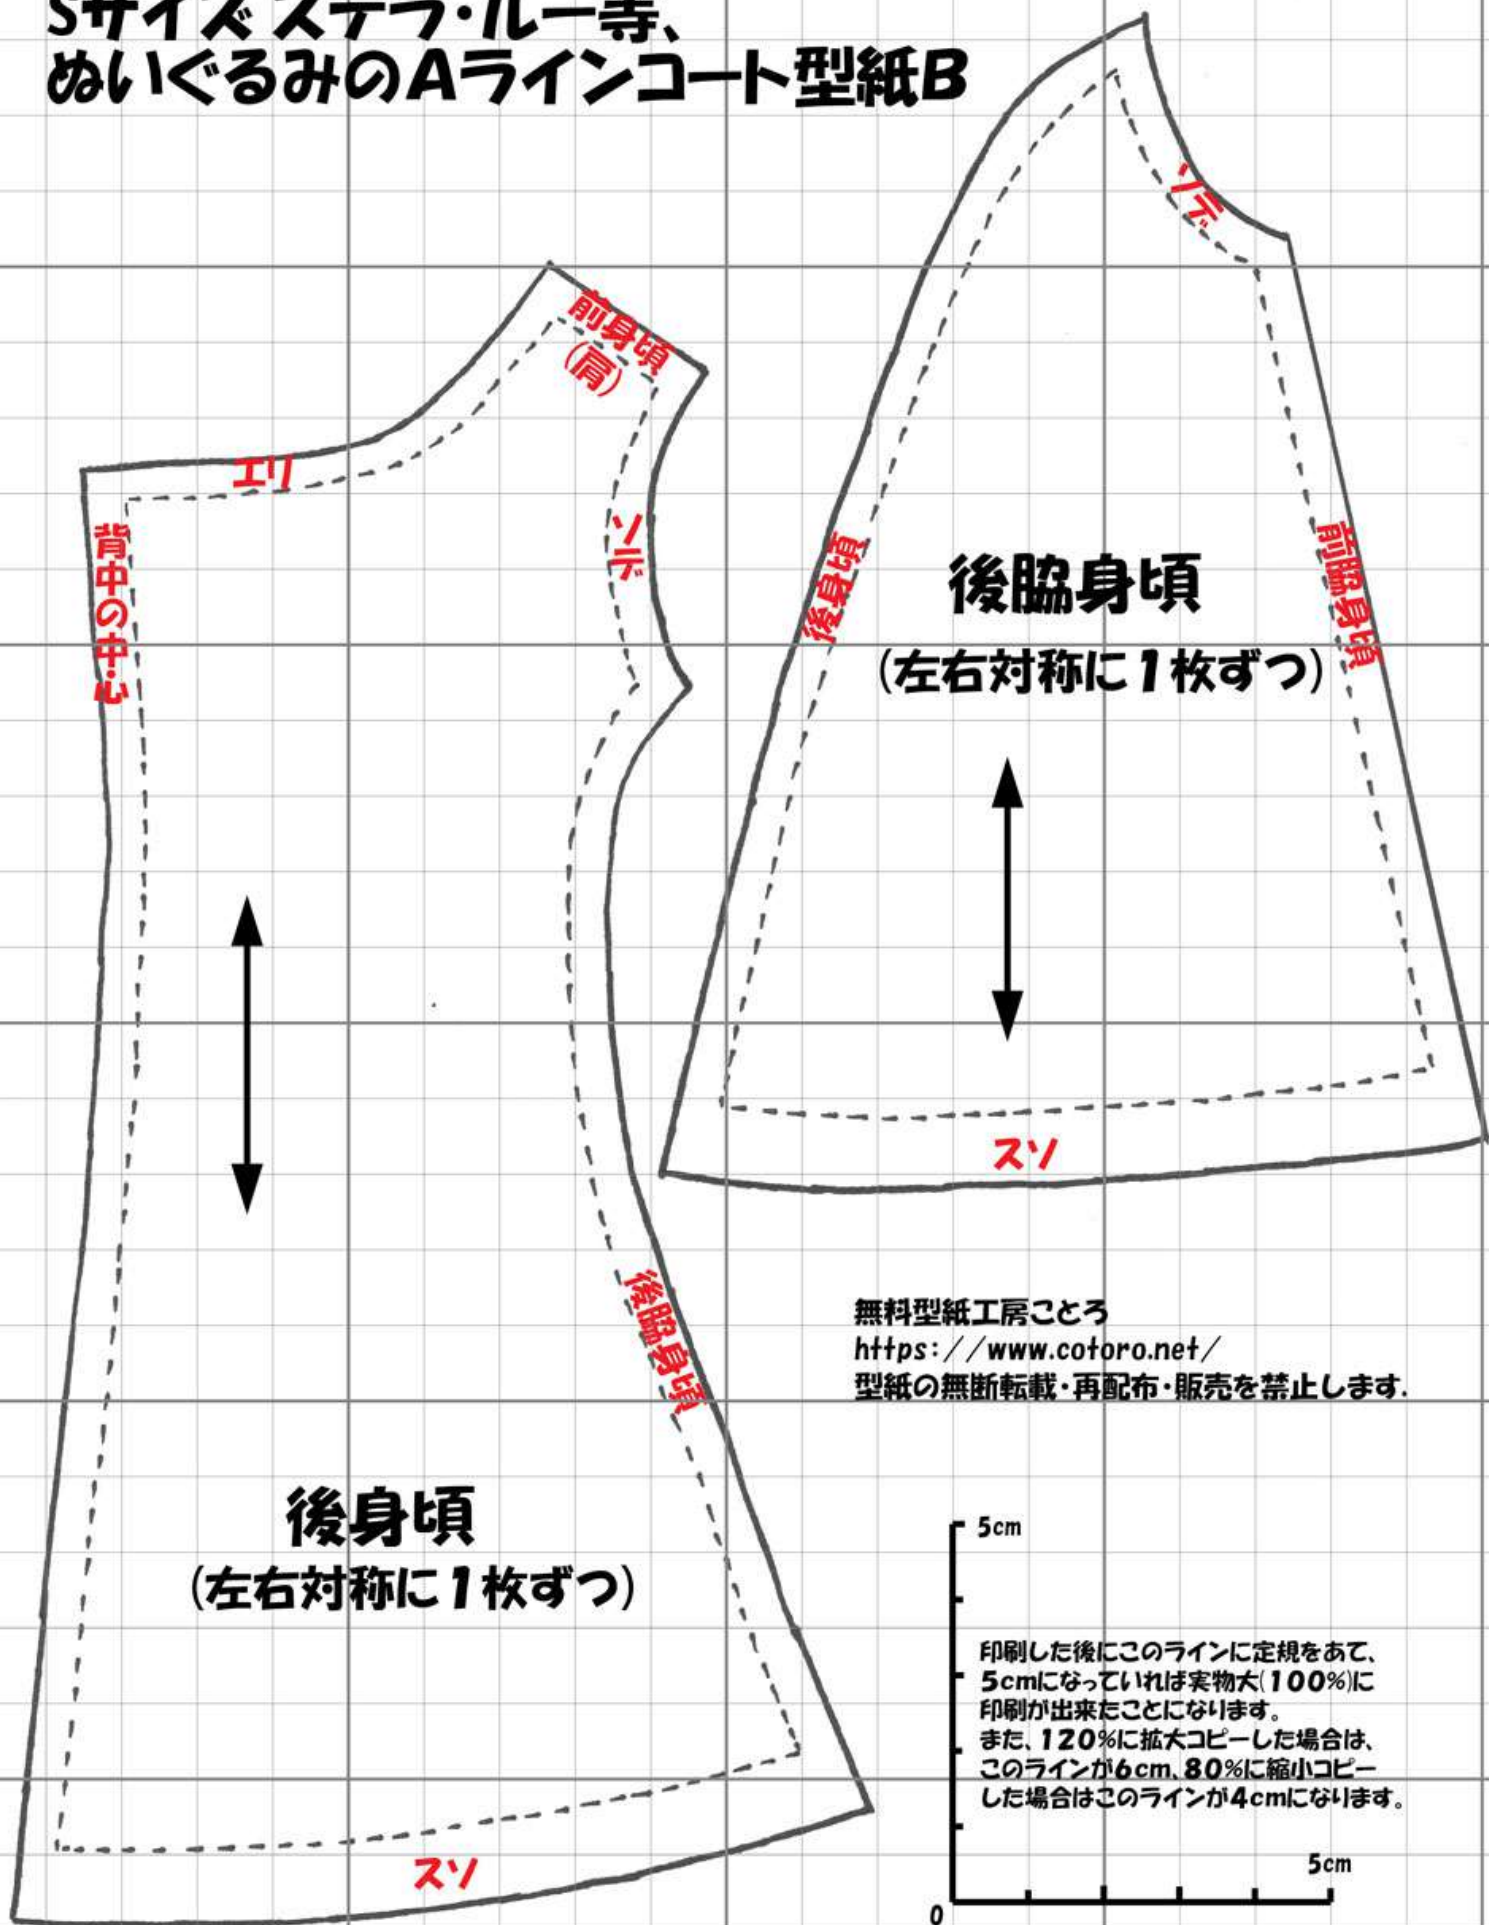 Sサイズ ステラ・ルー等、
ぬいぐるみのAラインコート型紙B
ソデ
前身頃
(肩)
エリ
ソデ
背中の中心
後身頃
後脇身頃
(左右対称に1枚ずつ)
前脇身頃
スソ
後脇身頃
無料型紙工房ことろ
https://www.cotoro.net/
型紙の無断転載・再配布・販売を禁止します.
後身頃
(左右対称に1枚ずつ)
スソ
5cm
印刷した後にこのラインに定規をあて、
5cmになっていれば実物大(100%)に
印刷が出来たことになります。
また、120%に拡大コピーした場合は、
このラインが6cm、80%に縮小コピー
した場合はこのラインが4cmになります。
5cm
0